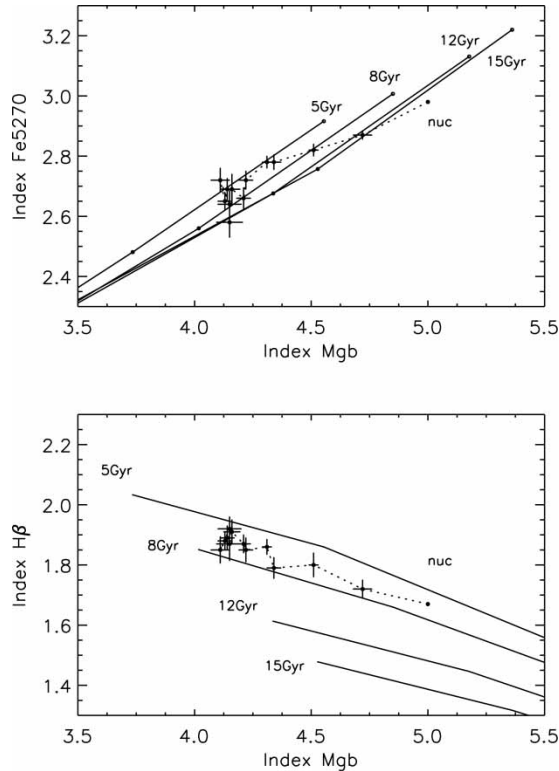 3.2
3.0
2.8
2.6
2.4
Index Fe5270
12Gyr
15Gyr
8Gyr
5Gyr
nuc
3.5 4.0 4.5 5.0 5.5
Index Mgb
2.2
2.0
1.8
1.6
1.4
Index Hβ
5Gyr
8Gyr
12Gyr
15Gyr
nuc
3.5 4.0 4.5 5.0 5.5
Index Mgb